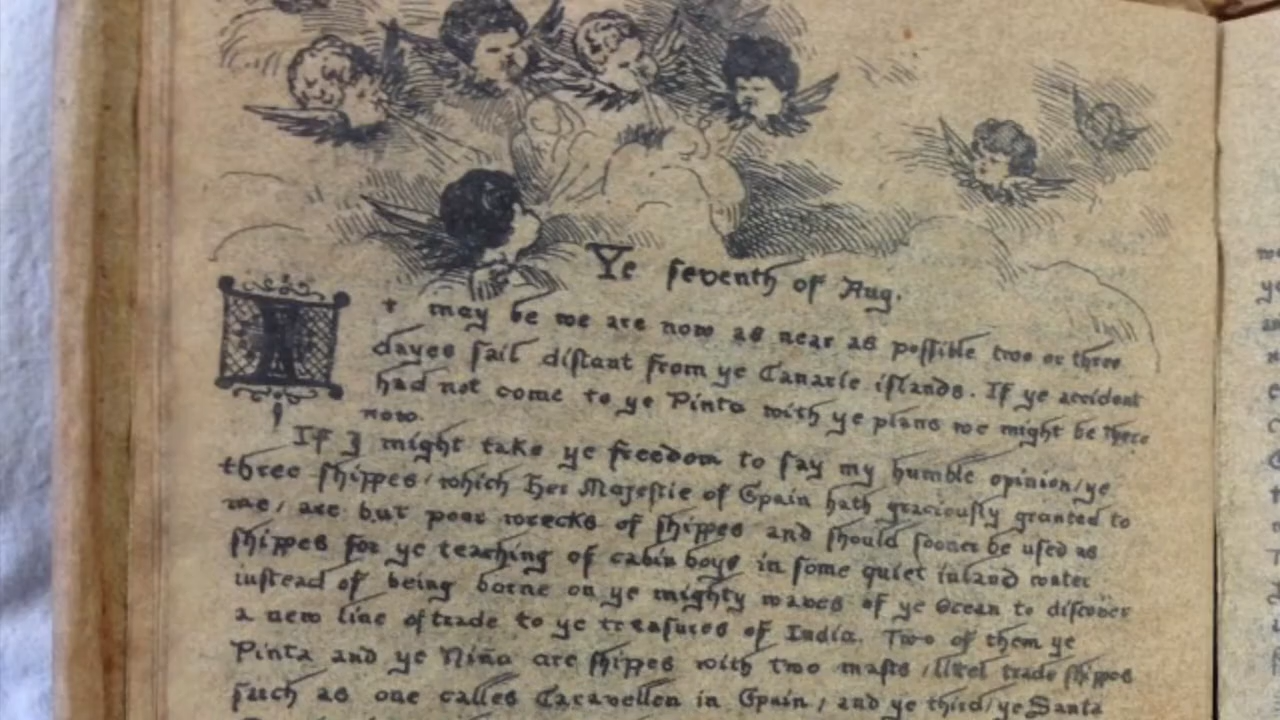 Ye seventh of Aug.
It may be we are now as near as possible two or three
dayes sail distant from ye Canarie islands. If ye accident
had not come to ye Pinta with ye plans we might be there
now.
If I might take ye freedom to say my humble opinion/ye
three shippes/which Her Majestie of Spain hath graciously granted to
me/are but poor wrecks of shippes and should sooner be used as
shippes for ye teaching of cabin boys in some quiet inland water
instead of being borne on ye mighty waves of ye Ocean to discover
a new line of trade to ye treasures of India. Two of them ye
Pinta and ye Niña are shippes with two masts/litel trade shippes
such as one calles Caravellen in Spain/and ye third/ye Santa